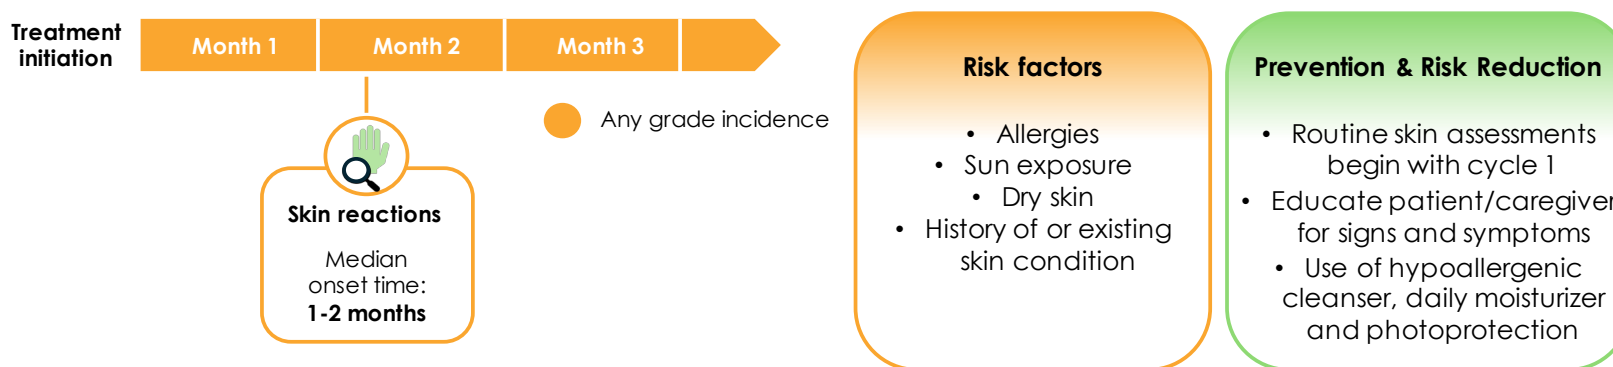 Treatment
initiation
Month 1
Month 2
Month 3
Any grade incidence
Skin reactions
Median
onset time:
1-2 months
Risk factors
• Allergies
• Sun exposure
• Dry skin
• History of or existing
skin condition
Prevention & Risk Reduction
• Routine skin assessments
begin with cycle 1
• Educate patient/caregiver
for signs and symptoms
• Use of hypoallergenic
cleanser, daily moisturizer
and photoprotection